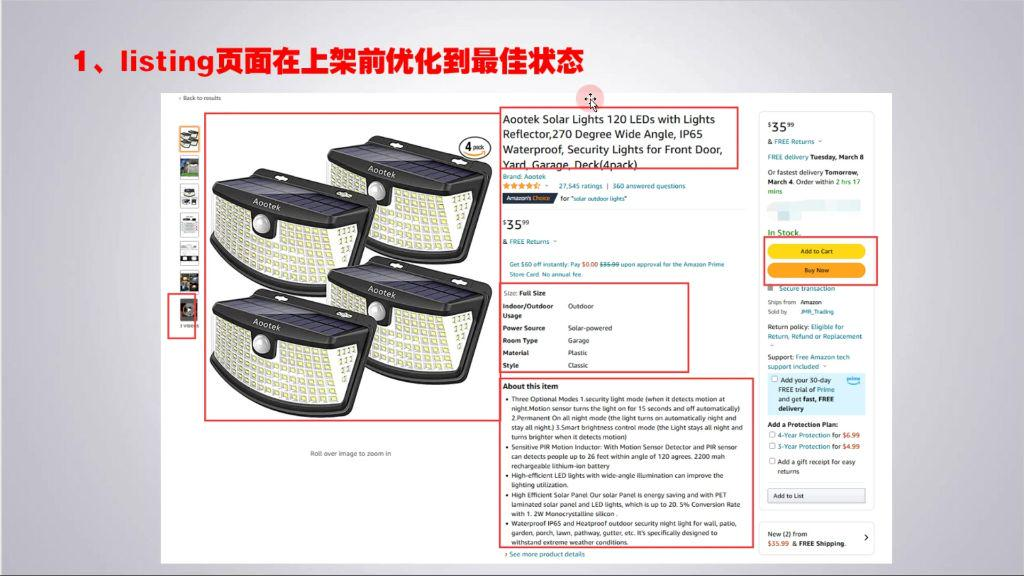 1、listing页面在上架前优化到最佳状态
‹ Back to results
Aootek Solar Lights 120 LEDs with Lights
Reflector,270 Degree Wide Angle, IP65
Waterproof, Security Lights for Front Door,
Yard, Garage, Deck(4pack)
Brand: Aootek
27,545 ratings | 360 answered questions
Amazon's Choice for "solar outdoor lights"
$35 99
& FREE Returns
Get $60 off instantly: Pay $0.00 $35.99 upon approval for the Amazon Prime
Store Card. No annual fee.
Size: Full Size
Indoor/Outdoor Usage Outdoor
Power Source Solar-powered
Room Type Garage
Material Plastic
Style Classic
About this item
• Three Optional Modes 1.security light mode (when it detects motion at
night.Motion sensor turns the light on for 15 seconds and off automatically)
2.Permanent On all night mode (the light turns on automatically night and
stay all night.) 3.Smart brightness control mode (the Light stays all night and
turns brighter when it detects motion)
• Sensitive PIR Motion Inductor: With Motion Sensor Detector and PIR sensor
can detects people up to 26 feet within angle of 120 agrees. 2200 mah
rechargeable lithium-ion battery
• High-efficient LED lights with wide-angle illumination can improve the
lighting utilization.
• High Efficient Solar Panel Our solar Panel is energy saving and with PET
laminated solar panel and LED lights, which is up to 20. 5% Conversion Rate
with 1. 2W Monocrystalline silicon .
• Waterproof IP65 and Heatproof outdoor security night light for wall, patio,
garden, porch, lawn, pathway, gutter, etc. It's specifically designed to
withstand extreme weather conditions.
› See more product details
4 pack
Aootek
Aootek
Aootek
Aootek
Roll over image to zoom in
$35 99
& FREE Returns
FREE delivery Tuesday, March 8
Or fastest delivery Tomorrow,
March 4. Order within 2 hrs 17
mins
In Stock.
Add to Cart
Buy Now
Secure transaction
Ships from Amazon
Sold by JMR_Trading
Return policy: Eligible for
Return, Refund or Replacement
Support: Free Amazon tech
support included
Add your 30-day
FREE trial of Prime
and get fast, FREE
delivery
prime
Add a Protection Plan:
4-Year Protection for $6.99
3-Year Protection for $4.99
Add a gift receipt for easy
returns
Add to List
New (2) from
$35.99 & FREE Shipping.